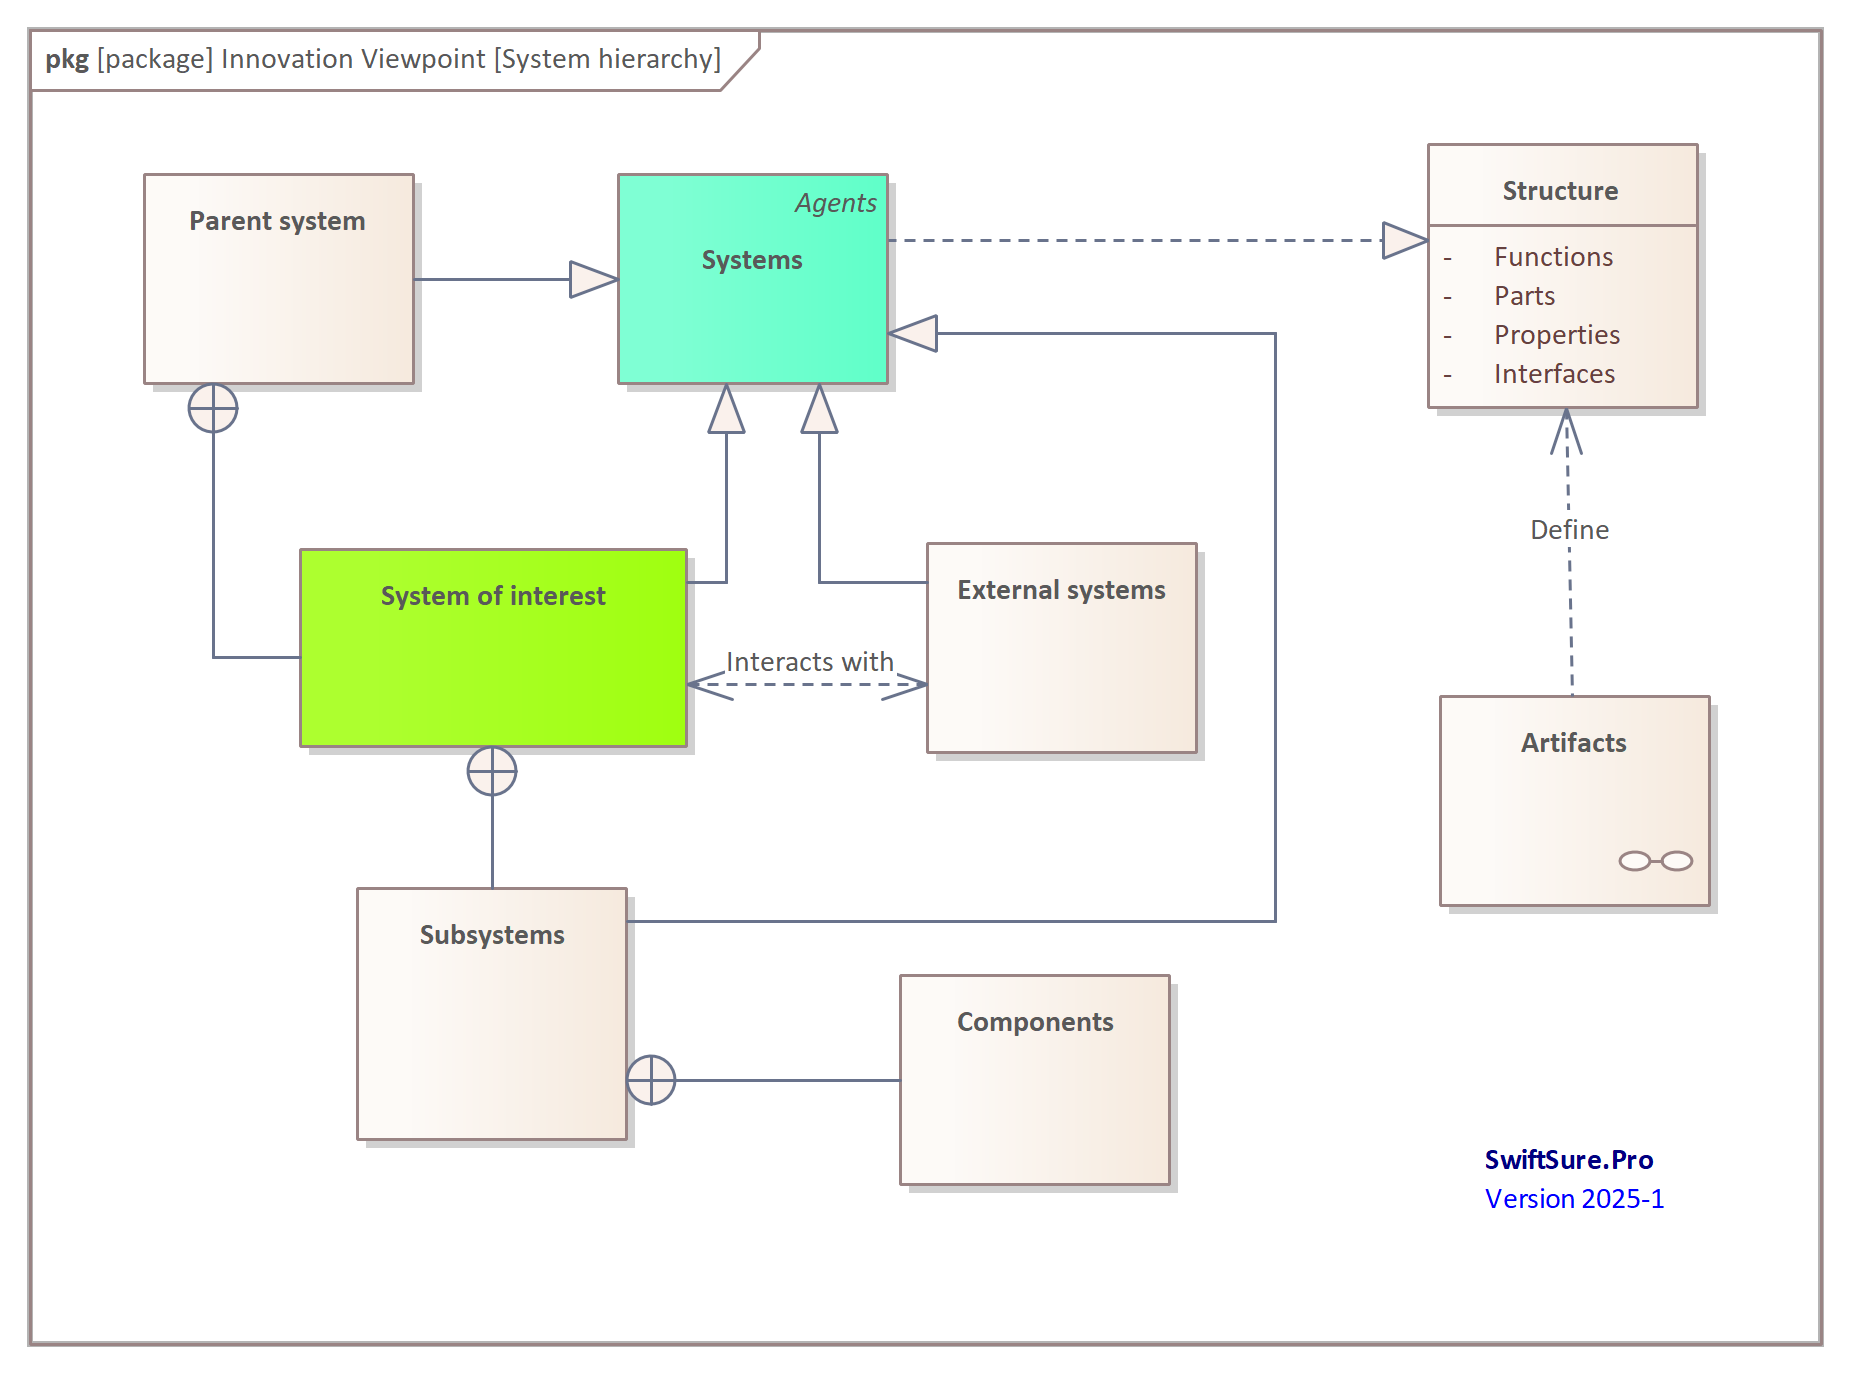 pkg [package] Innovation Viewpoint [System hierarchy]
Parent system
Agents
Systems
Structure
- Functions
- Parts
- Properties
- Interfaces
Define
System of interest
External systems
Interacts with
Artifacts
Subsystems
Components
SwiftSure.Pro
Version 2025-1